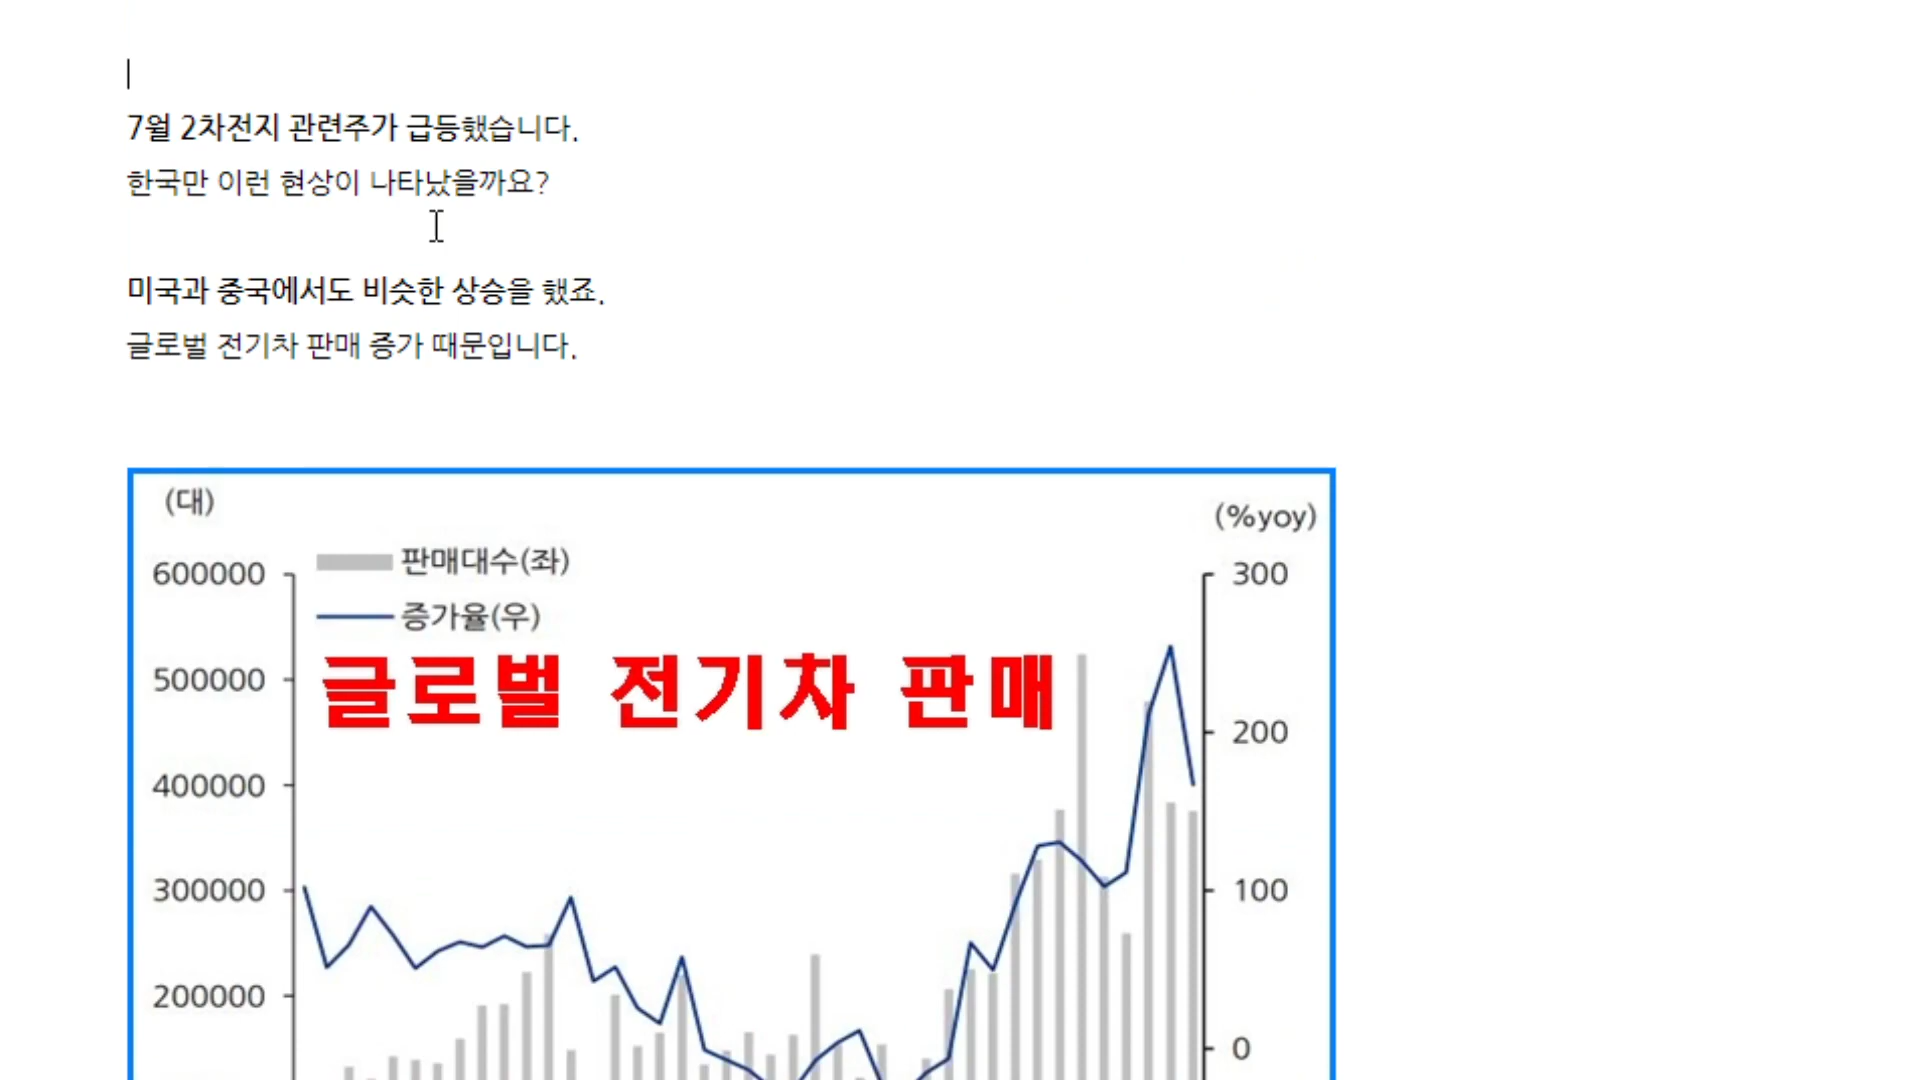 7월 2차전지 관련주가 급등했습니다.
한국만 이런 현상이 나타났을까요?
미국과 중국에서도 비슷한 상승을 했죠.
글로벌 전기차 판매 증가 때문입니다.
(대)
(%yoy)
판매대수(좌)
증가율(우)
글로벌 전기차 판매
600000
500000
400000
300000
200000
300
200
100
0